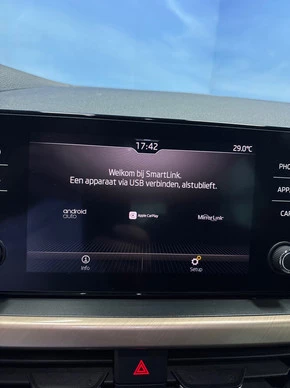 17:42
29.0°C
Welkom bij SmartLink.
Een apparaat via USB verbinden, alstublieft.
android auto
Apple CarPlay
MirrorLink
Info
Setup
PHO
APP
CAR